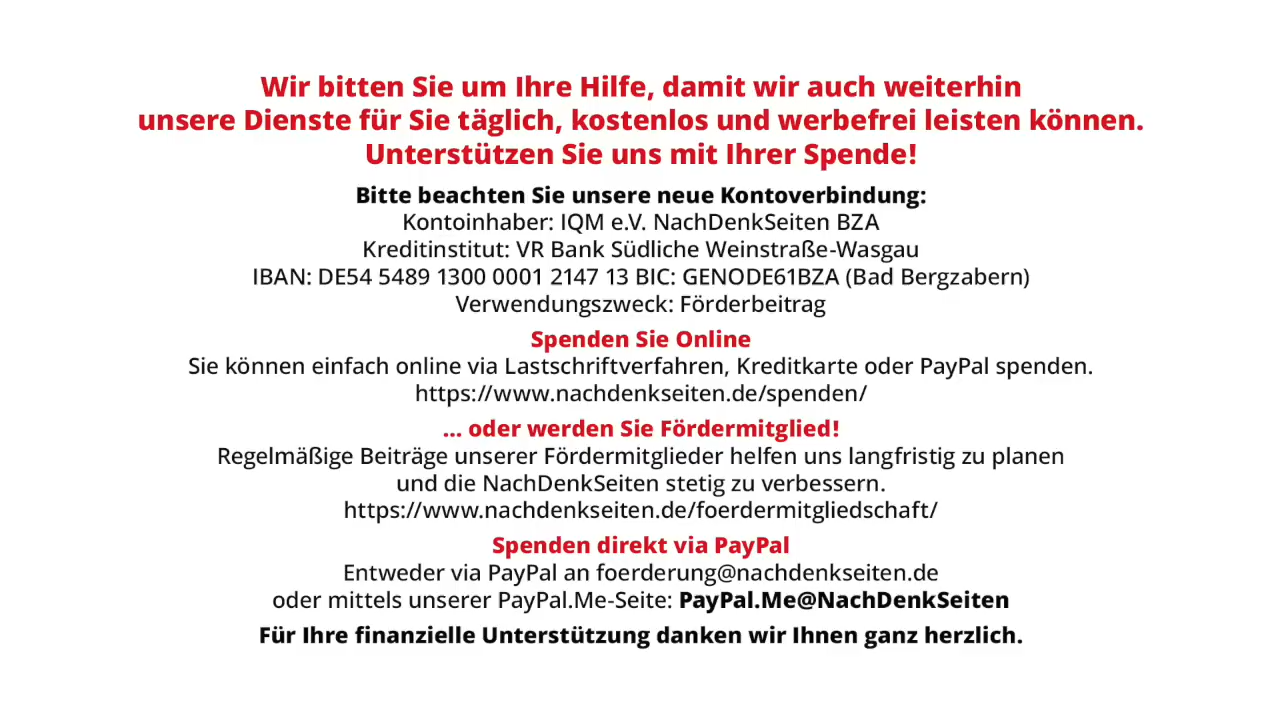 Wir bitten Sie um Ihre Hilfe, damit wir auch weiterhin
unsere Dienste für Sie täglich, kostenlos und werbefrei leisten können.
Unterstützen Sie uns mit Ihrer Spende!
Bitte beachten Sie unsere neue Kontoverbindung:
Kontoinhaber: IQM e.V. NachDenkSeiten BZA
Kreditinstitut: VR Bank Südliche Weinstraße-Wasgau
IBAN: DE54 5489 1300 0001 2147 13 BIC: GENODE61BZA (Bad Bergzabern)
Verwendungszweck: Förderbeitrag
Spenden Sie Online
Sie können einfach online via Lastschriftverfahren, Kreditkarte oder PayPal spenden.
https://www.nachdenkseiten.de/spenden/
... oder werden Sie Fördermitglied!
Regelmäßige Beiträge unserer Fördermitglieder helfen uns langfristig zu planen
und die NachDenkSeiten stetig zu verbessern.
https://www.nachdenkseiten.de/foerdermitgliedschaft/
Spenden direkt via PayPal
Entweder via PayPal an foerderung@nachdenkseiten.de
oder mittels unserer PayPal.Me-Seite: PayPal.Me@NachDenkSeiten
Für Ihre finanzielle Unterstützung danken wir Ihnen ganz herzlich.